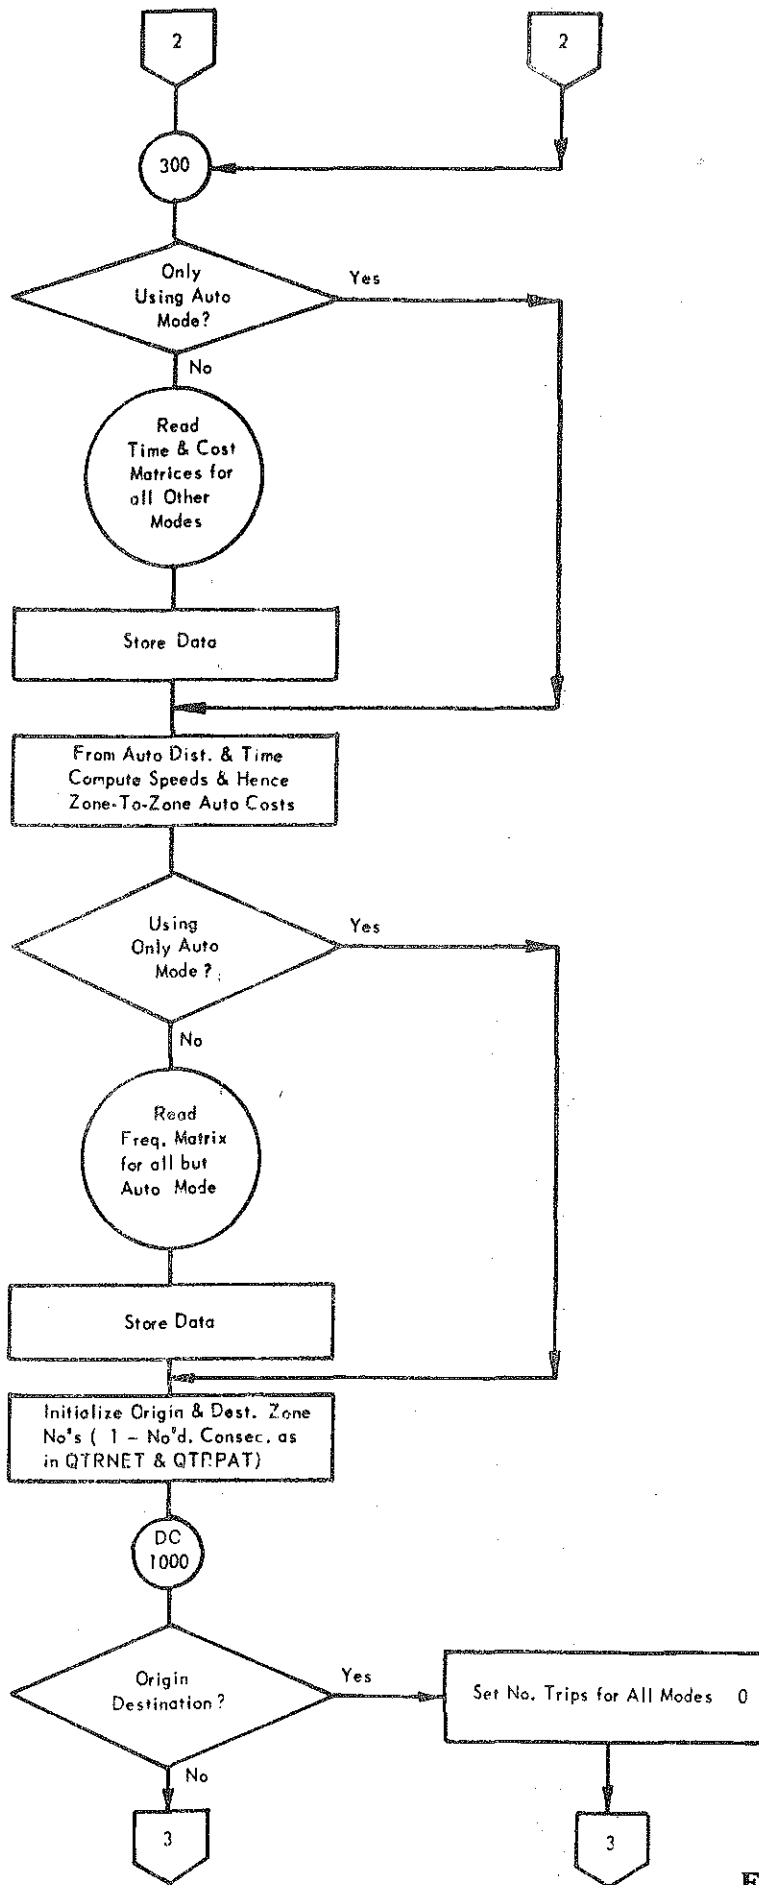 2
2
300
Only
Using Auto
Mode?
Yes
No
Read
Time & Cost
Matrices for
all Other
Modes
Store Data
From Auto Dist. & Time
Compute Speeds & Hence
Zone-To-Zone Auto Costs
Using
Only Auto
Mode?
Yes
No
Read
Freq. Matrix
for all but
Auto Mode
Store Data
Initialize Origin & Dest. Zone
No's ( 1 - No'd. Consec. as
in QTRNET & QTRPAT)
DO
1000
Origin
Destination?
Yes
Set No. Trips for All Modes 0
No
3
3